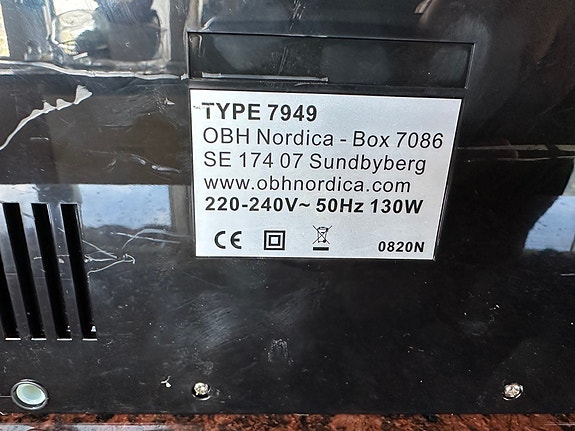 TYPE 7949
OBH Nordica - Box 7086
SE 174 07 Sundbyberg
www.obhnordica.com
220-240V~ 50Hz 130W
CE 0820N